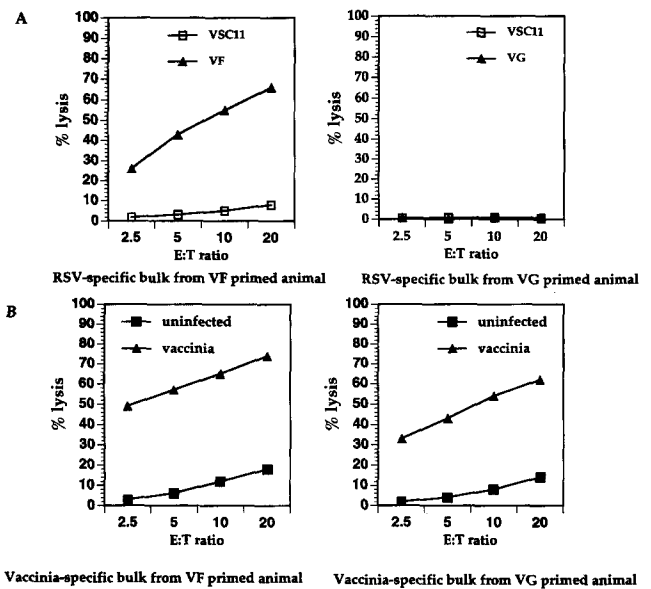 A
100
90
80
70
60
50
40
30
20
10
0
% lysis
VSC11
VF
2.5 5 10 20
E:T ratio
RSV-specific bulk from VF primed animal
100
90
80
70
60
50
40
30
20
10
0
% lysis
VSC11
VG
2.5 5 10 20
E:T ratio
RSV-specific bulk from VG primed animal
B
100
90
80
70
60
50
40
30
20
10
0
% lysis
uninfected
vaccinia
2.5 5 10 20
E:T ratio
Vaccinia-specific bulk from VF primed animal
100
90
80
70
60
50
40
30
20
10
0
% lysis
uninfected
vaccinia
2.5 5 10 20
E:T ratio
Vaccinia-specific bulk from VG primed animal